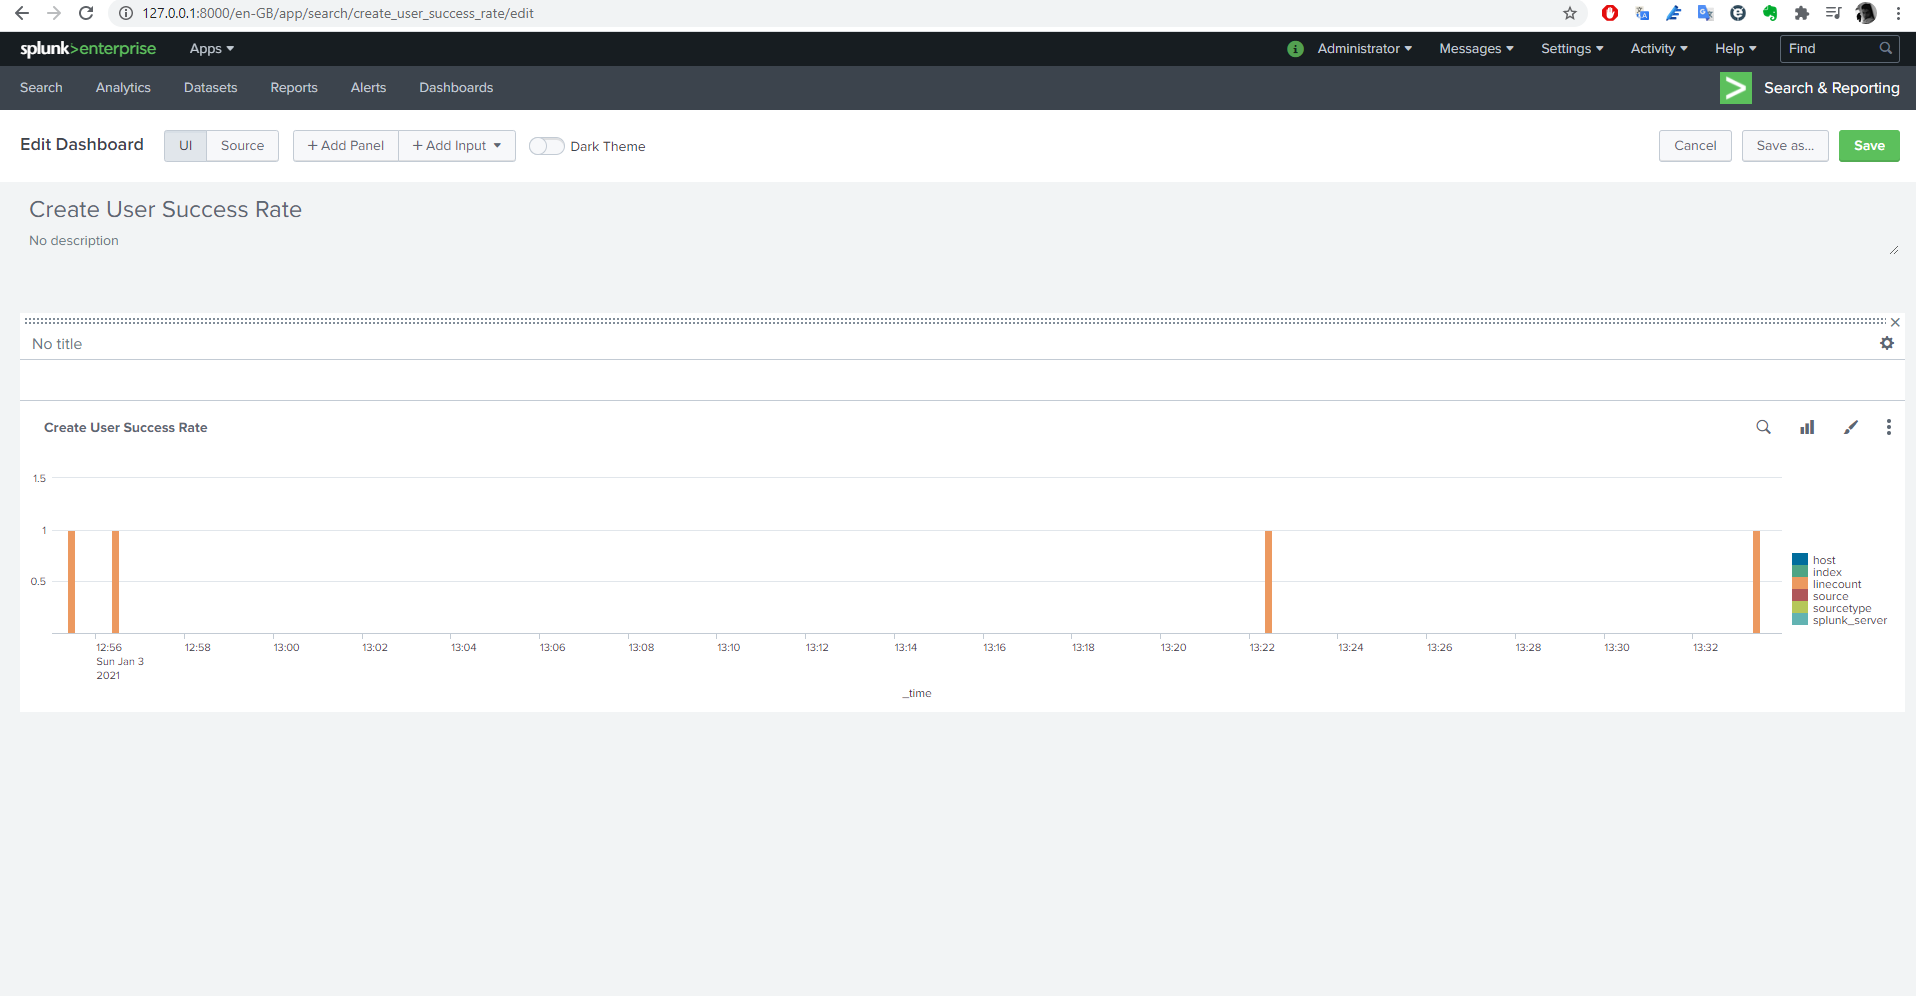 127.0.0.1:8000/en-GB/app/search/create_user_success_rate/edit
splunk>enterprise Apps Administrator Messages Settings Activity Help Find
Search Analytics Datasets Reports Alerts Dashboards Search & Reporting
Edit Dashboard UI Source + Add Panel + Add Input Dark Theme Cancel Save as... Save
Create User Success Rate
No description
No title
Create User Success Rate
1.5
1
0.5
host
index
linecount
source
sourcetype
splunk_server
12:56 12:58 13:00 13:02 13:04 13:06 13:08 13:10 13:12 13:14 13:16 13:18 13:20 13:22 13:24 13:26 13:28 13:30 13:32
Sun Jan 3
2021
_time